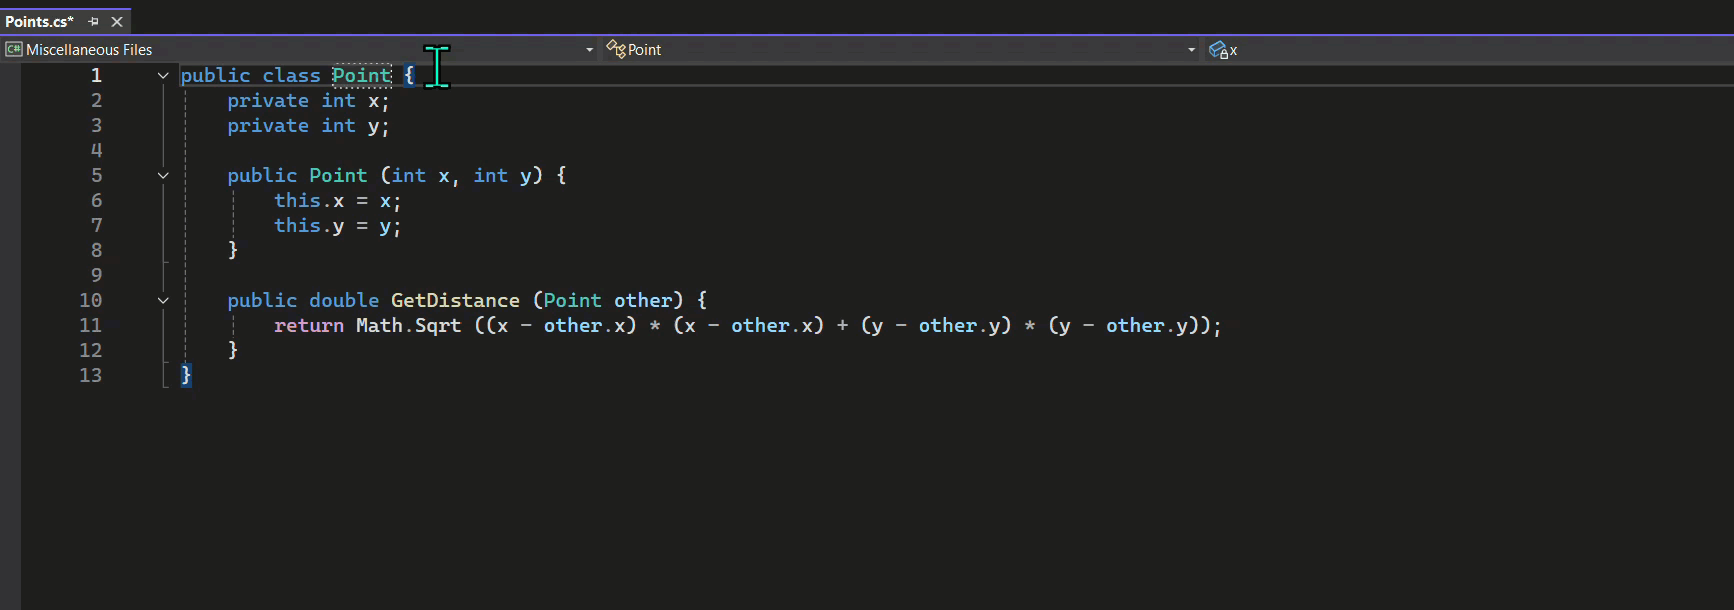 Points.cs*
C# Miscellaneous Files Point x
1 public class Point {
2 private int x;
3 private int y;
4
5 public Point (int x, int y) {
6 this.x = x;
7 this.y = y;
8 }
9
10 public double GetDistance (Point other) {
11 return Math.Sqrt ((x - other.x) * (x - other.x) + (y - other.y) * (y - other.y));
12 }
13 }